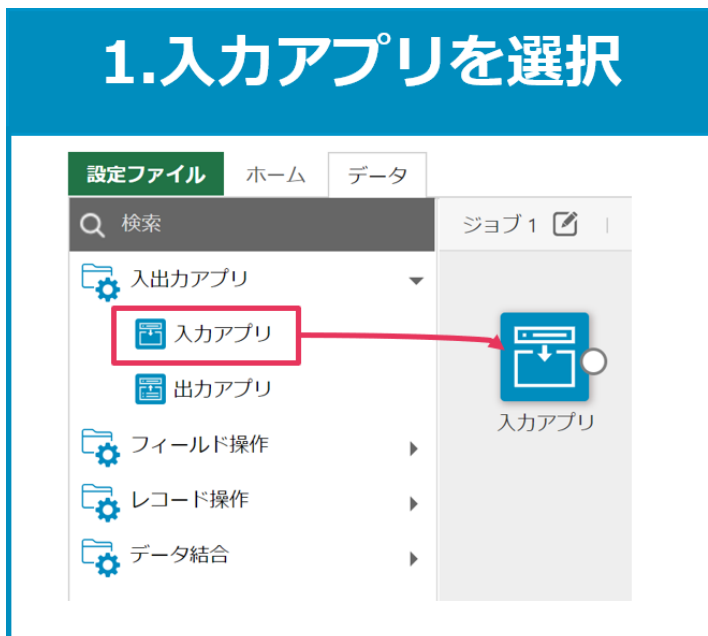 1.入力アプリを選択
設定ファイル ホーム データ
検索
ジョブ 1
入出力アプリ
入力アプリ
出力アプリ
入力アプリ
フィールド操作
レコード操作
データ結合